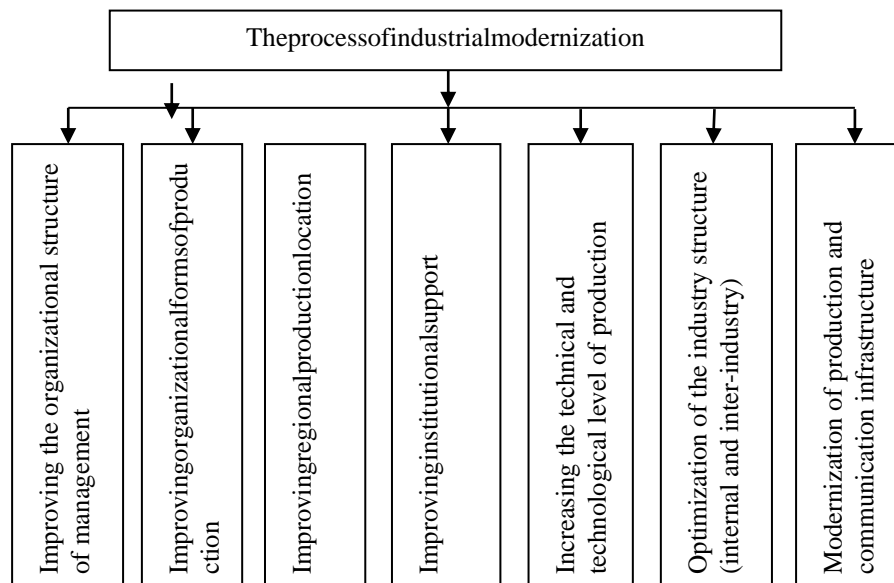 Theprocessofindustrialmodernization
Improving the organizational structure
of management
Improvingorganizationalformsofprodu
ction
Improvingregionalproductionlocation
Improvinginstitutionalsupport
Increasing the technical and
technological level of production
Optimization of the industry structure
(internal and inter-industry)
Modernization of production and
communication infrastructure